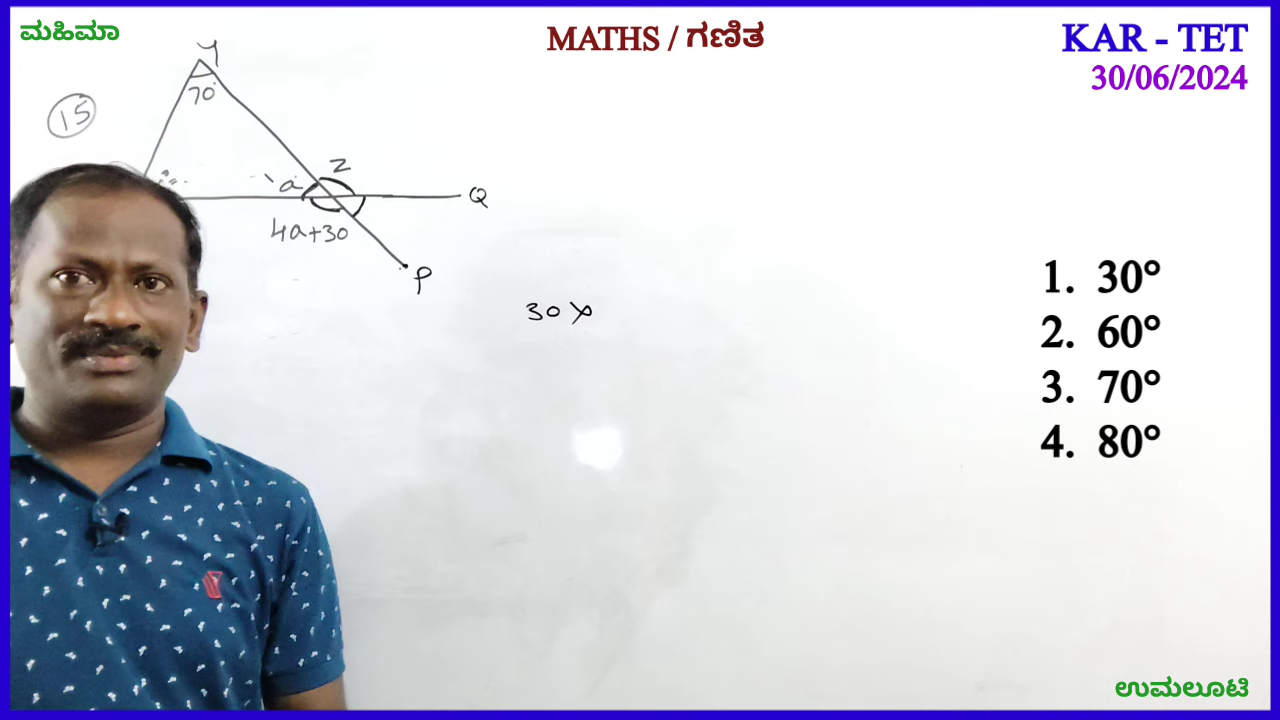 ಮಹಿಮಾ
MATHS / ಗಣಿತ
KAR - TET
30/06/2024
15
Y
70°
Z
a
Q
4a+30
P
30
1. 30°
2. 60°
3. 70°
4. 80°
ಉಮಲೂಟಿ